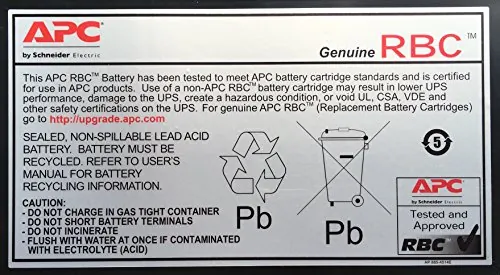 APC
by Schneider Electric
Genuine RBC™
This APC RBC™ Battery has been tested to meet APC battery cartridge standards and is certified
for use in APC products. Use of a non-APC RBC™ battery cartridge may result in lower UPS
performance, damage to the UPS, create a hazardous condition, or void UL, CSA, VDE and
other safety certifications on the UPS. For genuine APC RBC™ (Replacement Battery Cartridges)
go to http://upgrade.apc.com
SEALED, NON-SPILLABLE LEAD ACID
BATTERY. BATTERY MUST BE
RECYCLED. REFER TO USER'S
MANUAL FOR BATTERY
RECYCLING INSTRUCTIONS.
CAUTION:
- DO NOT CHARGE IN GAS TIGHT CONTAINER
- DO NOT SHORT BATTERY TERMINALS
- DO NOT INCINERATE
- FLUSH WITH WATER AT ONCE IF CONTAMINATED
WITH ELECTROLYTE (ACID)
Pb
Pb
5
APC
by Schneider Electric
Tested and
Approved
RBC